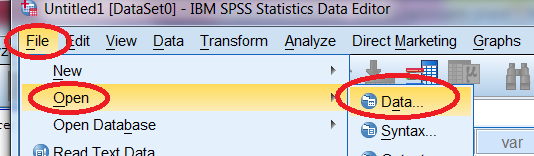 Untitled1 [DataSet0] - IBM SPSS Statistics Data Editor
File Edit View Data Transform Analyze Direct Marketing Graphs
New
Open
Data...
Open Database
Syntax...
Read Text Data
var